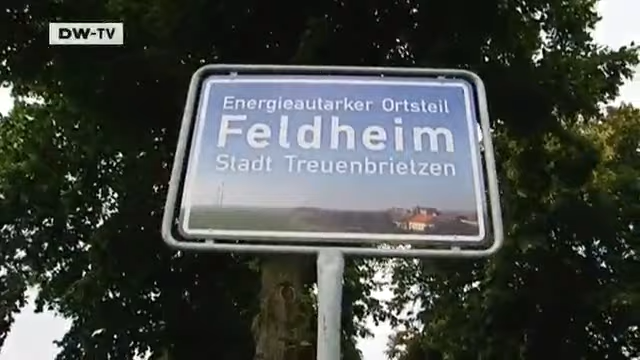 DW-TV
Energieautarker Ortsteil
Feldheim
Stadt Treuenbrietzen